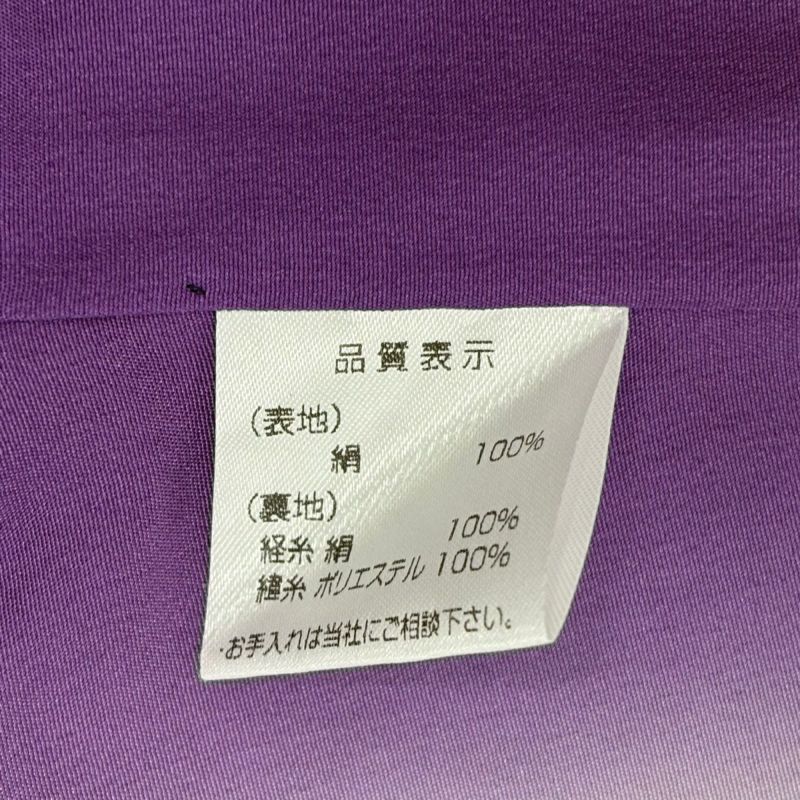 品質表示
（表地）
絹 100%
（裏地）
経糸 絹 100%
緯糸 ポリエステル 100%
・お手入れは当社にご相談下さい。